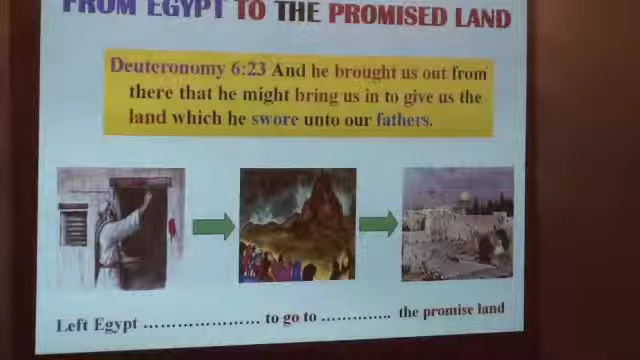 FROM EGYPT TO THE PROMISED LAND
Deuteronomy 6:23 And he brought us out from
there that he might bring us in to give us the
land which he swore unto our fathers.
Left Egypt ………………… to go to ………….. the promise land